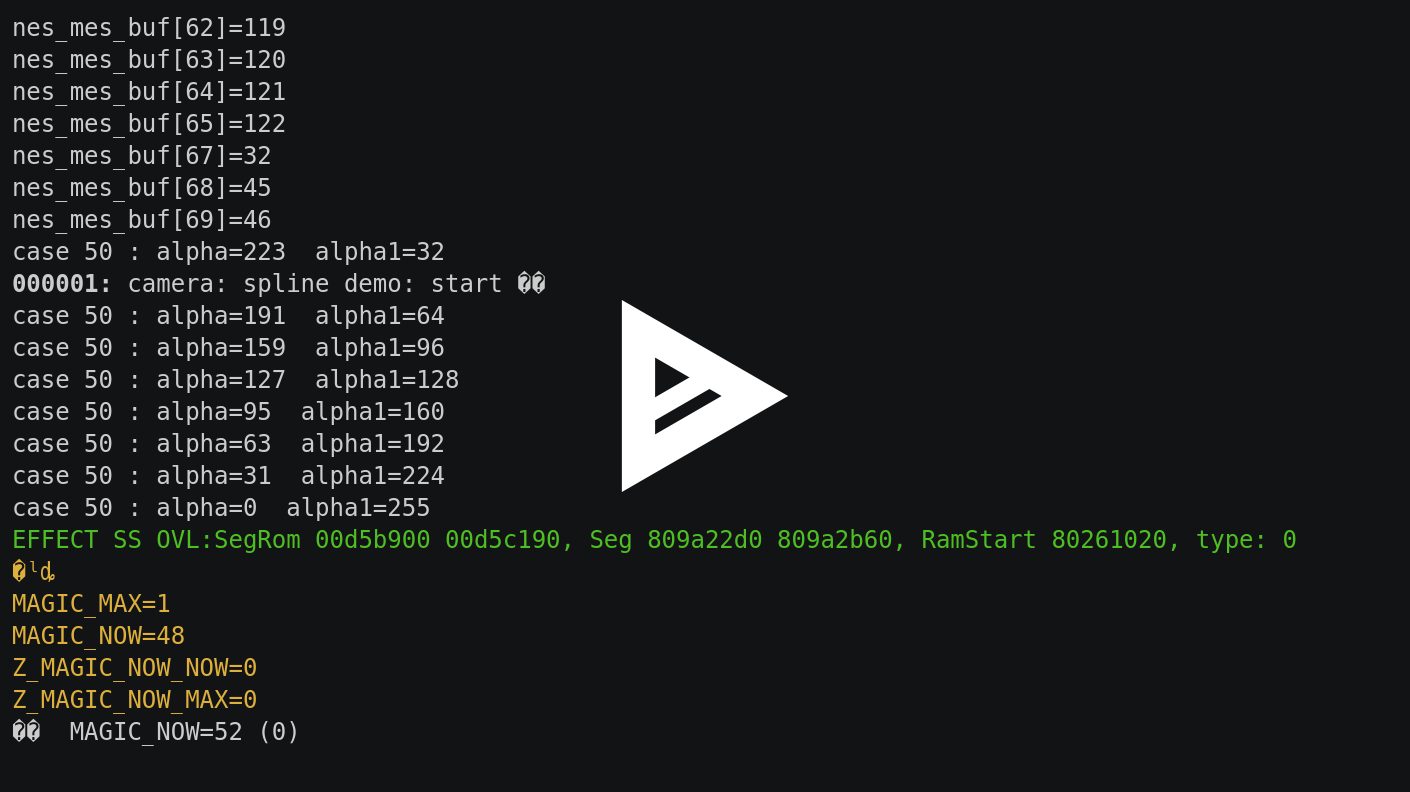 nes_mes_buf[62]=119
nes_mes_buf[63]=120
nes_mes_buf[64]=121
nes_mes_buf[65]=122
nes_mes_buf[67]=32
nes_mes_buf[68]=45
nes_mes_buf[69]=46
case 50 : alpha=223  alpha1=32
000001: camera: spline demo: start ��
case 50 : alpha=191  alpha1=64
case 50 : alpha=159  alpha1=96
case 50 : alpha=127  alpha1=128
case 50 : alpha=95  alpha1=160
case 50 : alpha=63  alpha1=192
case 50 : alpha=31  alpha1=224
case 50 : alpha=0  alpha1=255
EFFECT SS OVL:SegRom 00d5b900 00d5c190, Seg 809a22d0 809a2b60, RamStart 80261020, type: 0
MAGIC_MAX=1
MAGIC_NOW=48
Z_MAGIC_NOW_NOW=0
Z_MAGIC_NOW_MAX=0
��  MAGIC_NOW=52 (0)